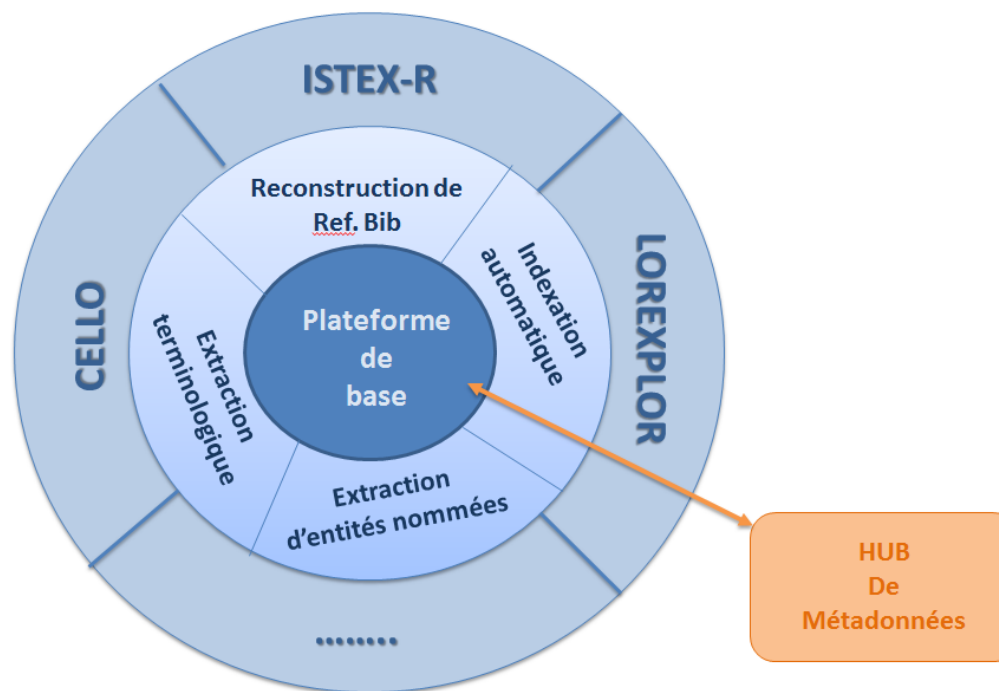 ISTEX-R
Reconstruction de
Ref. Bib
Indexation
automatique
LOREXPLOR
CELLO
Extraction
terminologique
Plateforme
de
base
Extraction
d'entités nommées
........
HUB
De
Métadonnées